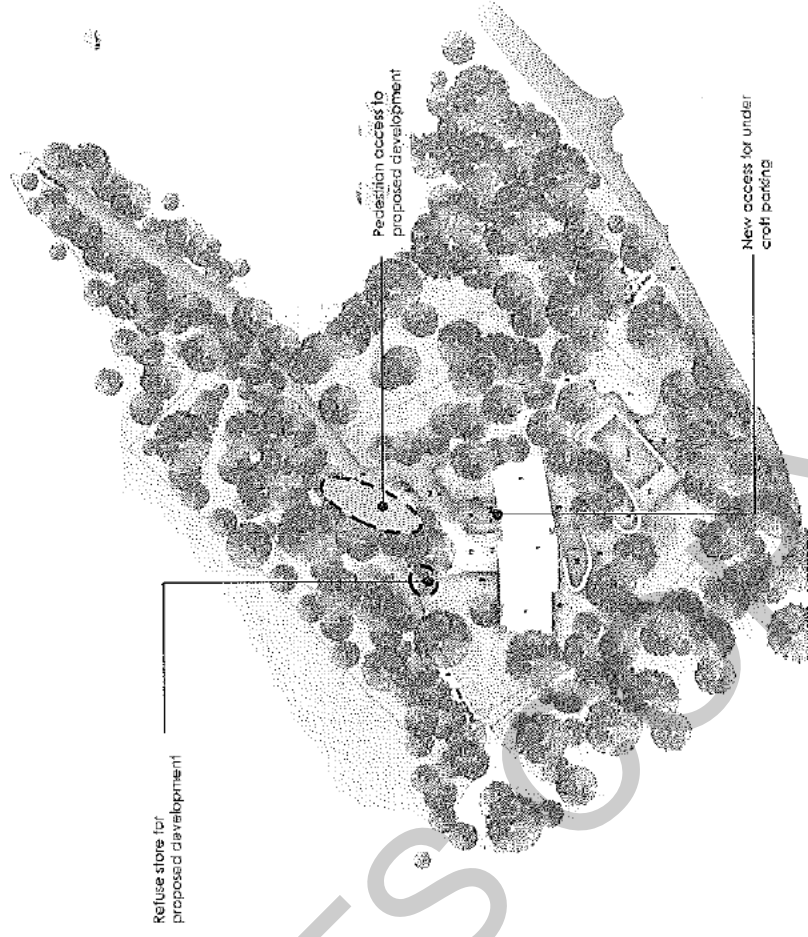 Refuse store for
proposed development
Pedestrian access to
proposed development
New access for under
croft parking